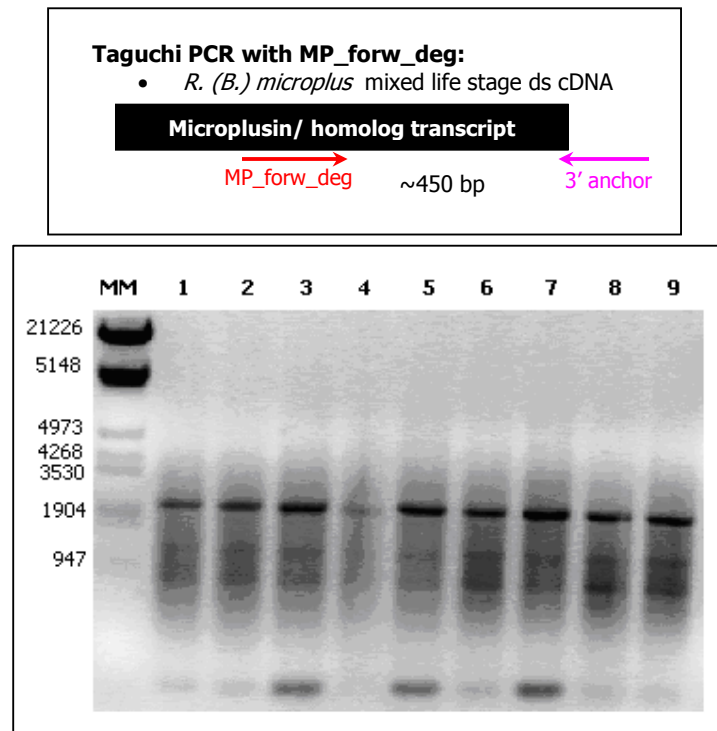 Taguchi PCR with MP_forw_deg:
• R. (B.) microplus mixed life stage ds cDNA
Microplusin/ homolog transcript
MP_forw_deg ~450 bp 3’ anchor
MM 1 2 3 4 5 6 7 8 9
21226
5148
4973
4268
3530
1904
947